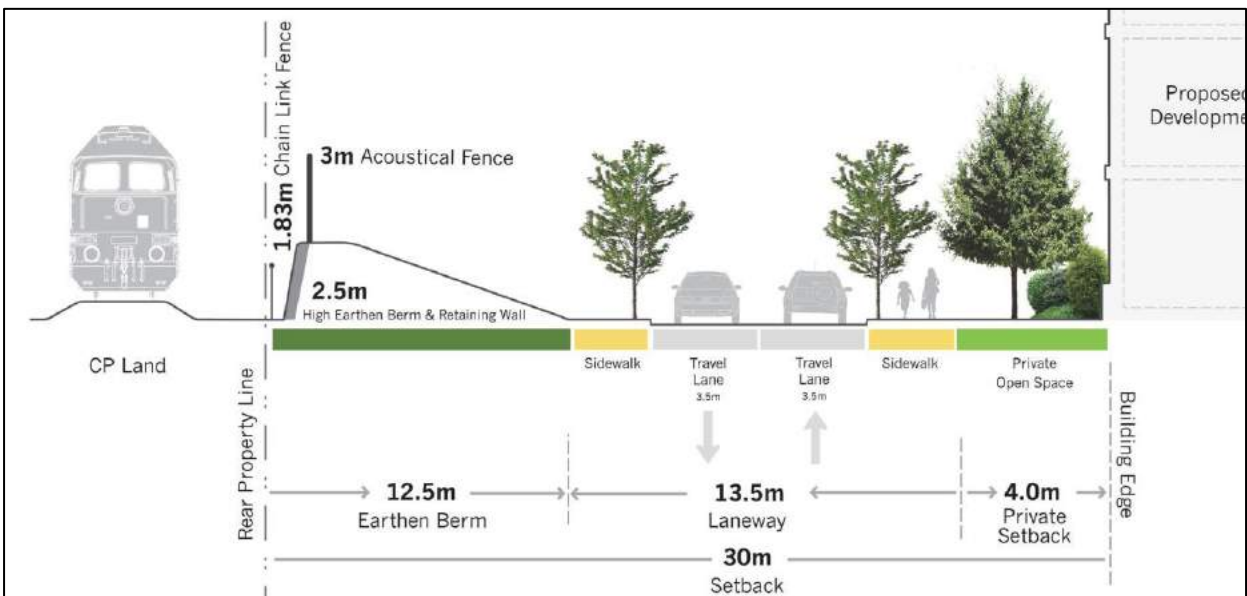 1.83m Chain Link Fence
3m Acoustical Fence
2.5m
High Earthen Berm & Retaining Wall
Proposed
Developme
CP Land
Sidewalk
Travel
Lane
3.5m
Travel
Lane
3.5m
Sidewalk
Private
Open Space
Rear Property Line
Building Edge
12.5m
Earthen Berm
13.5m
Laneway
4.0m
Private
Setback
30m
Setback